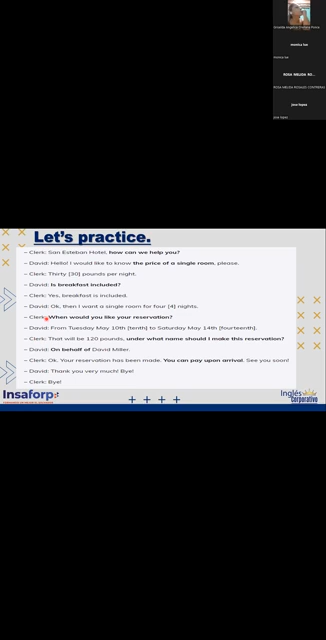 monica lue
ROSA MELIDA RO...
ROSA MELIDA ROSALES CONTRERAS
jose lopez
jose lopez
Let's practice.
– Clerk: San Esteban Hotel, how can we help you?
– David: Hello! I would like to know the price of a single room, please.
– Clerk: Thirty [30] pounds per night.
– David: Is breakfast included?
– Clerk: Yes, breakfast is included.
– David: Ok, then I want a single room for four [4] nights.
– Clerk: When would you like your reservation?
– David: From Tuesday May 10th [tenth] to Saturday May 14th [fourteenth].
– Clerk: That will be 120 pounds, under what name should I make this reservation?
– David: On behalf of David Miller.
– Clerk: Ok. Your reservation has been made. You can pay upon arrival. See you soon!
– David: Thank you very much! Bye!
– Clerk: Bye!
Insaforp
Inglés
corporativo